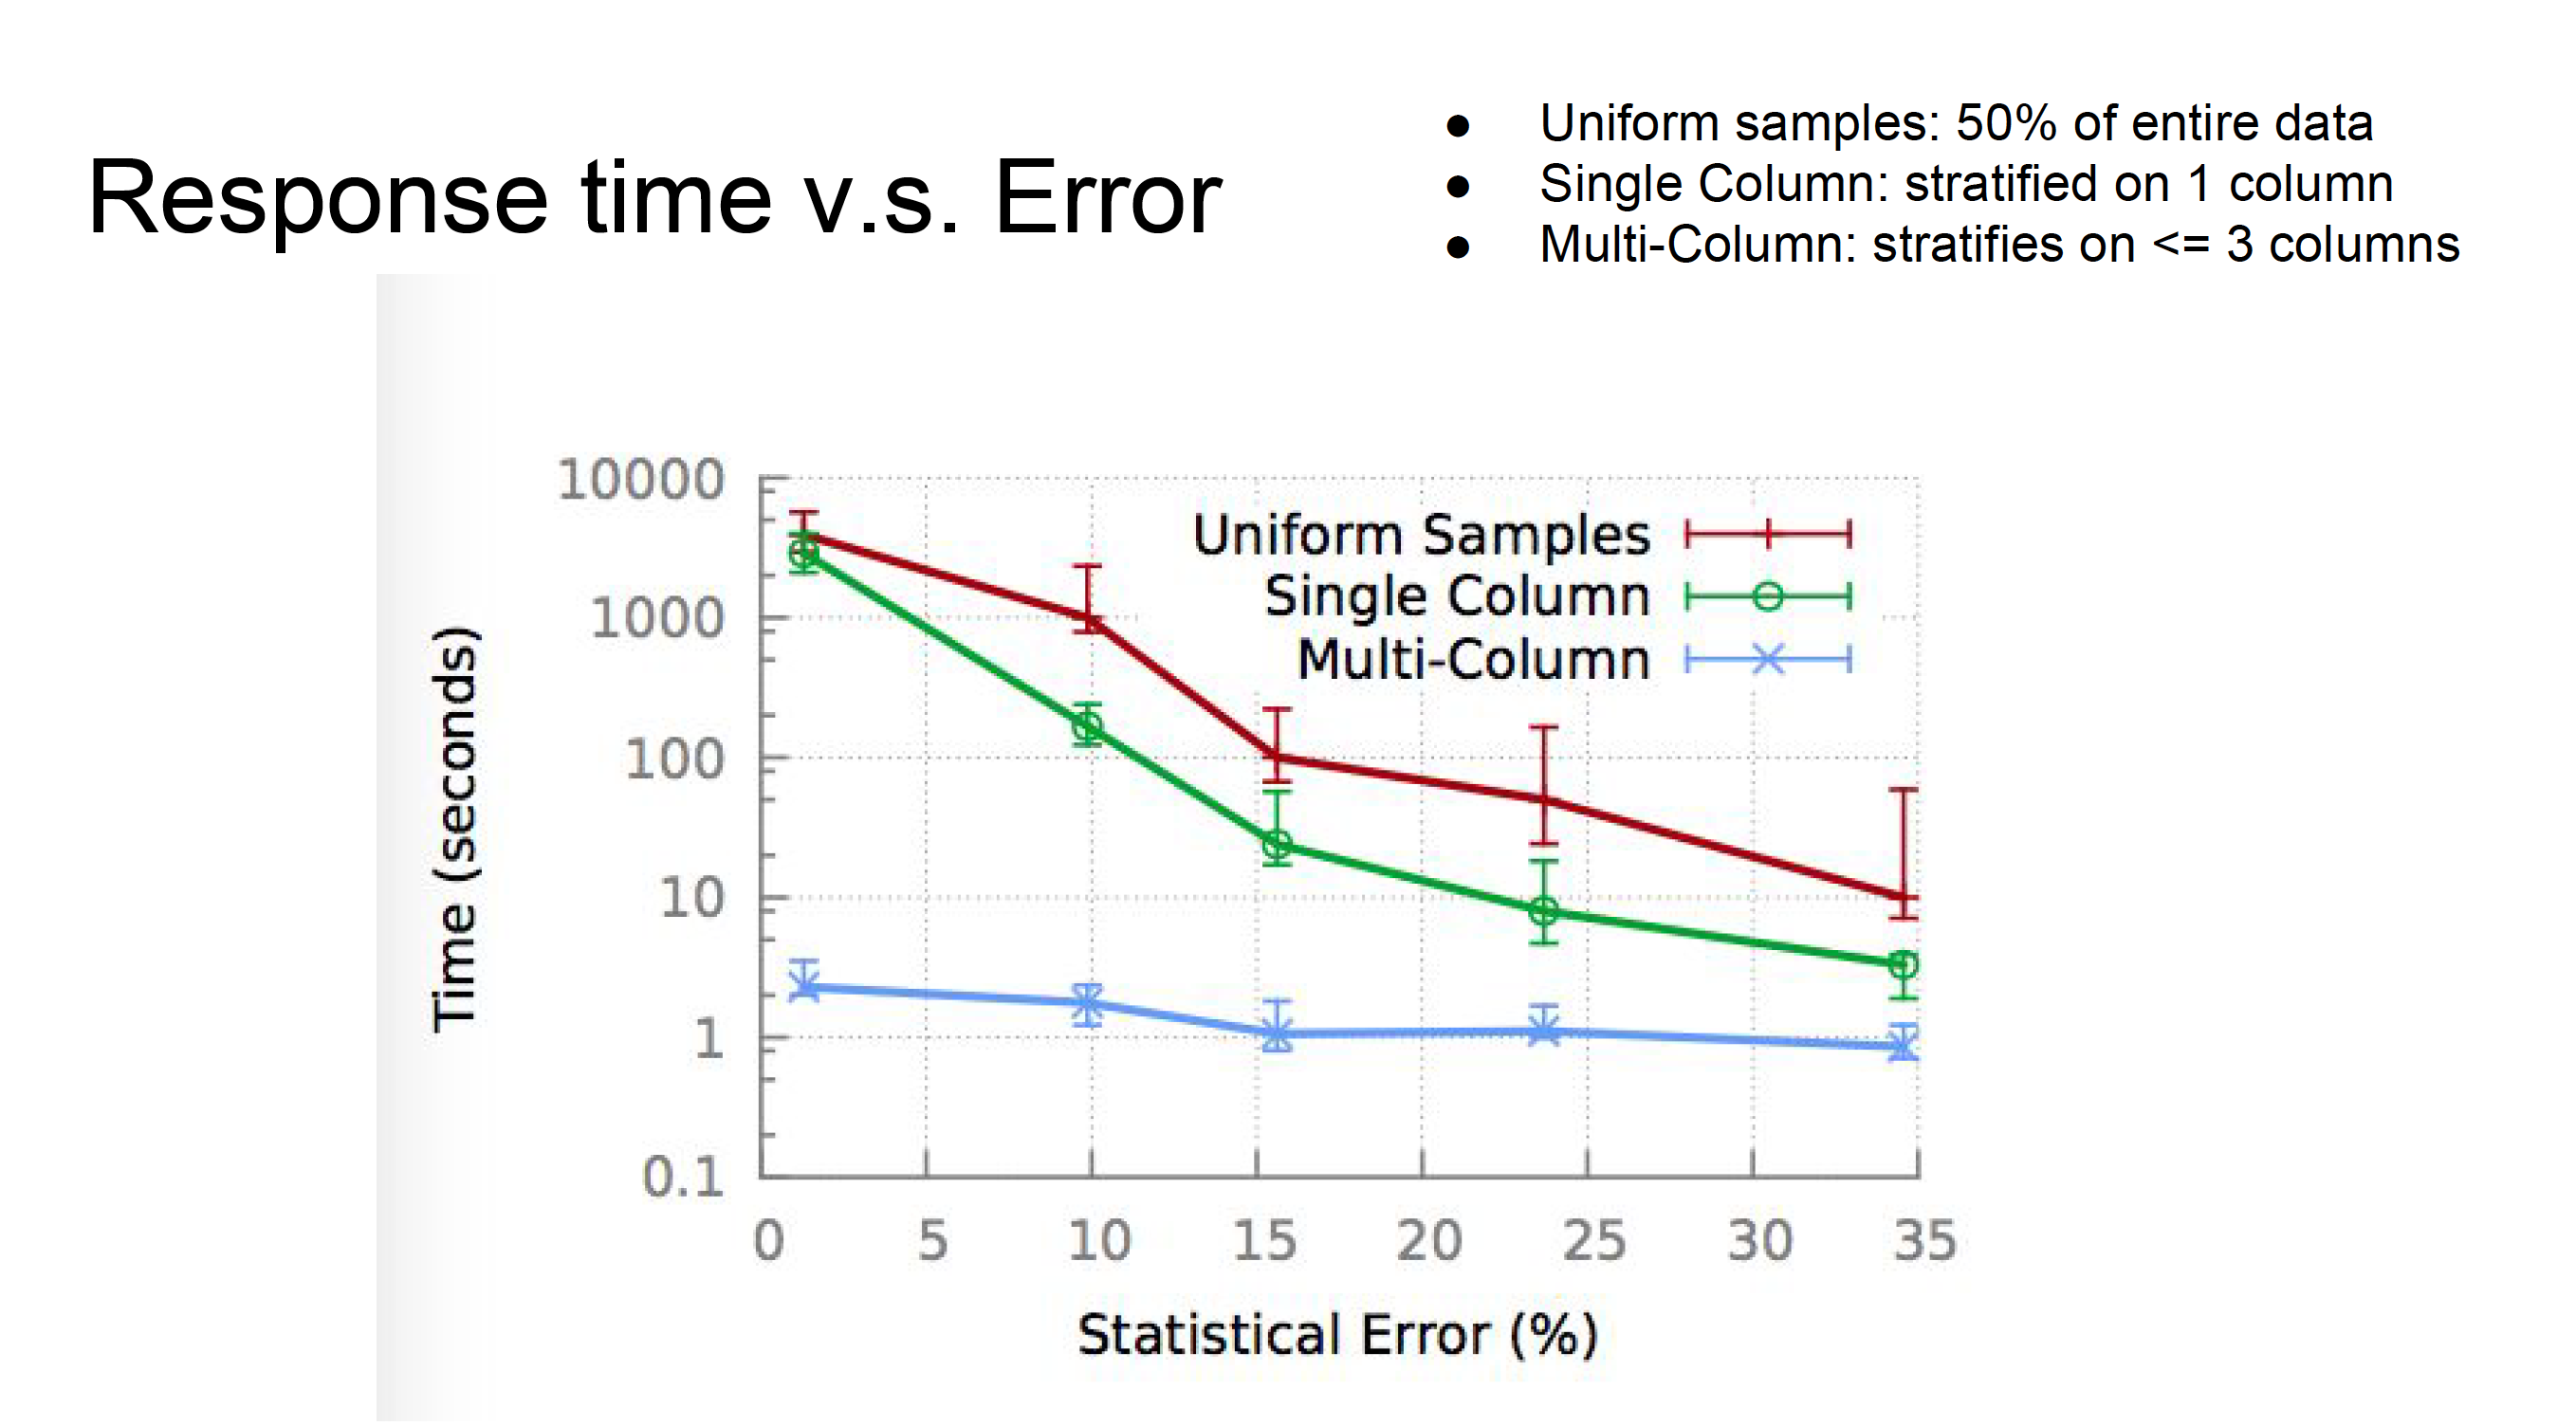 Response time v.s. Error
● Uniform samples: 50% of entire data
● Single Column: stratified on 1 column
● Multi-Column: stratifies on <= 3 columns
Uniform Samples
Single Column
Multi-Column
10000
1000
100
10
1
0.1
Time (seconds)
0 5 10 15 20 25 30 35
Statistical Error (%)